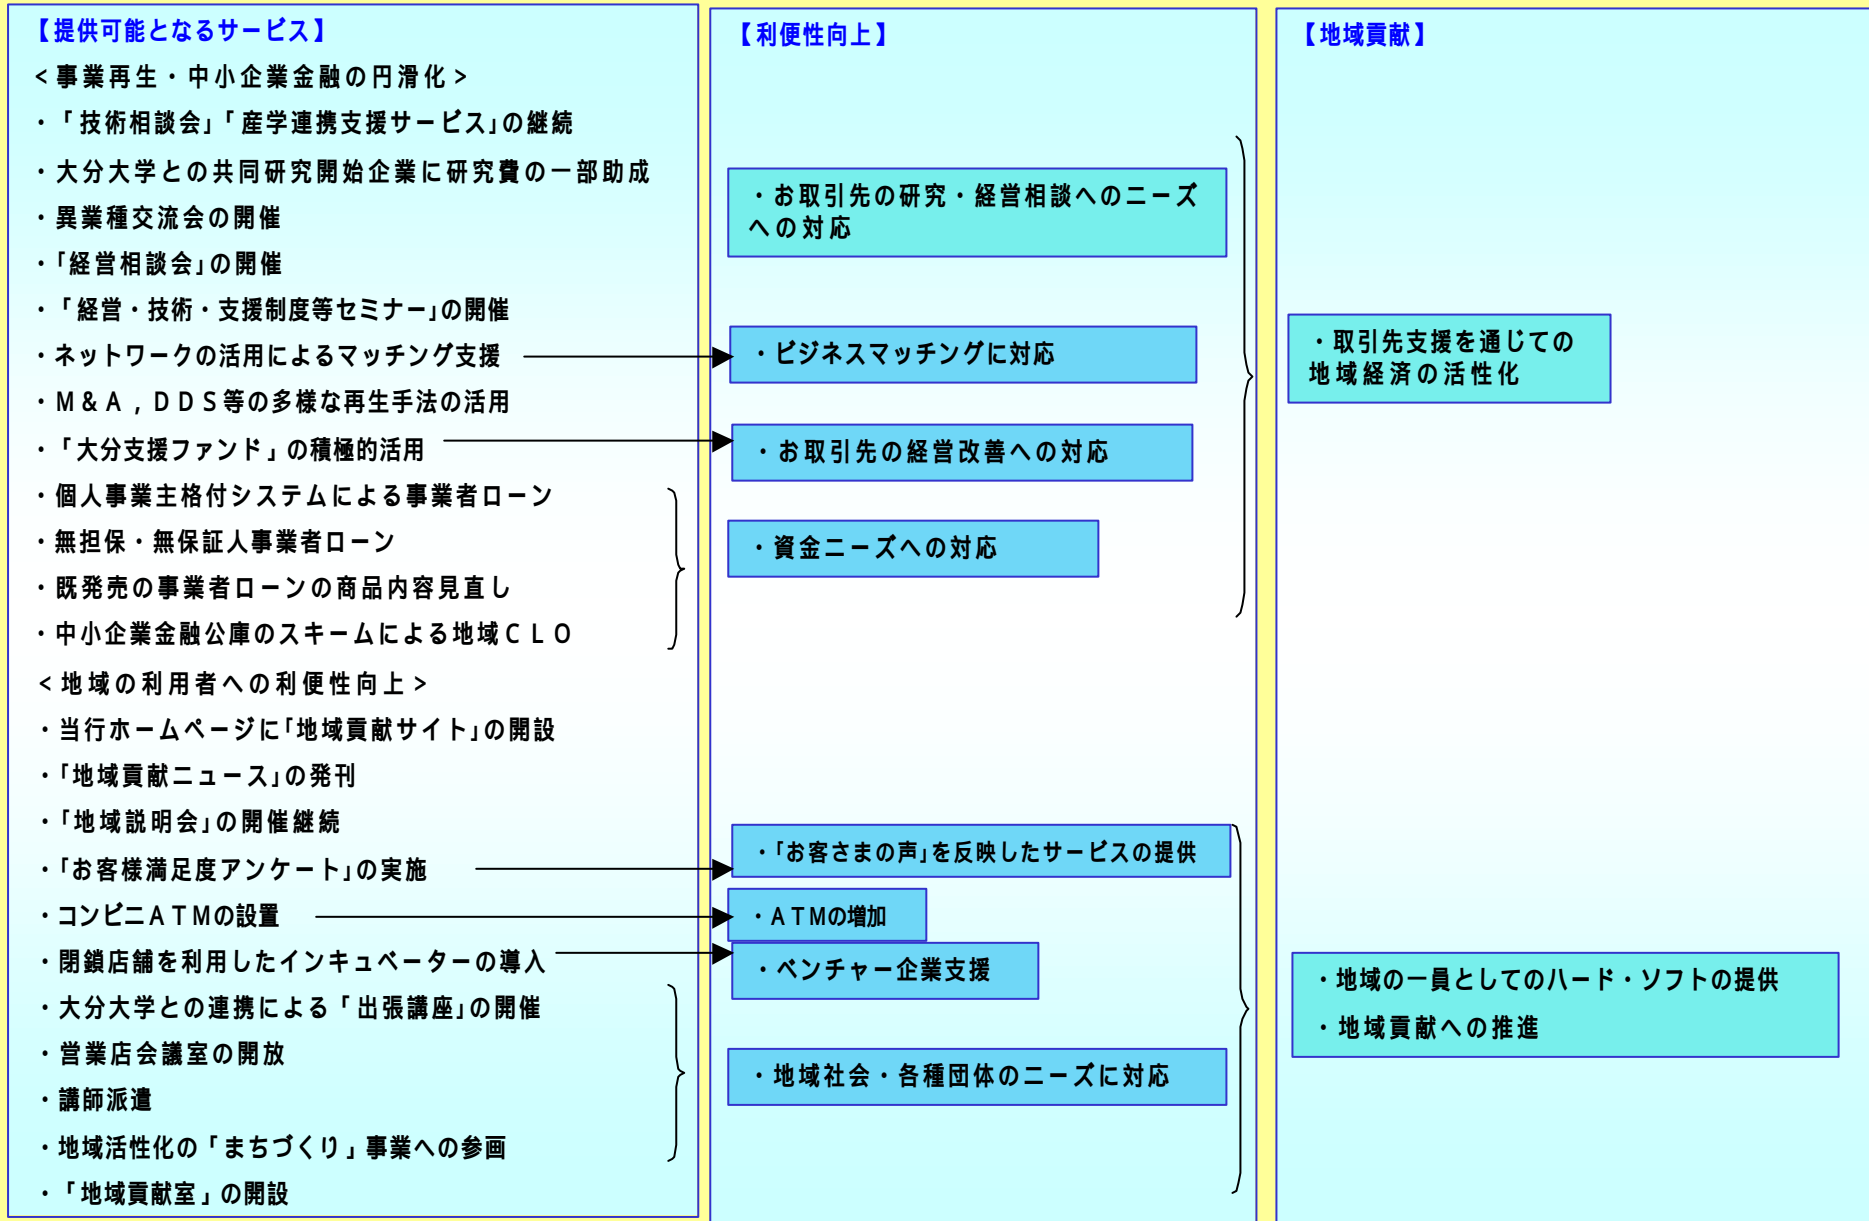 【提供可能となるサービス】
<事業再生・中小企業金融の円滑化>
・「技術相談会」「産学連携支援サービス」の継続
・大分大学との共同研究開始企業に研究費の一部助成
・異業種交流会の開催
・「経営相談会」の開催
・「経営・技術・支援制度等セミナー」の開催
・ネットワークの活用によるマッチング支援
・M&A,DDS等の多様な再生手法の活用
・「大分支援ファンド」の積極的活用
・個人事業主格付システムによる事業者ローン
・無担保・無保証人事業者ローン
・既発売の事業者ローンの商品内容見直し
・中小企業金融公庫のスキームによる地域CLO
<地域の利用者への利便性向上>
・当行ホームページに「地域貢献サイト」の開設
・「地域貢献ニュース」の発刊
・「地域説明会」の開催継続
・「お客様満足度アンケート」の実施
・コンビニATMの設置
・閉鎖店舗を利用したインキュベーターの導入
・大分大学との連携による「出張講座」の開催
・営業店会議室の開放
・講師派遣
・地域活性化の「まちづくり」事業への参画
・「地域貢献室」の開設
【利便性向上】
・お取引先の研究・経営相談へのニーズ
への対応
・ビジネスマッチングに対応
・お取引先の経営改善への対応
・資金ニーズへの対応
・「お客さまの声」を反映したサービスの提供
・ATMの増加
・ベンチャー企業支援
・地域社会・各種団体のニーズに対応
【地域貢献】
・取引先支援を通じての
地域経済の活性化
・地域の一員としてのハード・ソフトの提供
・地域貢献への推進